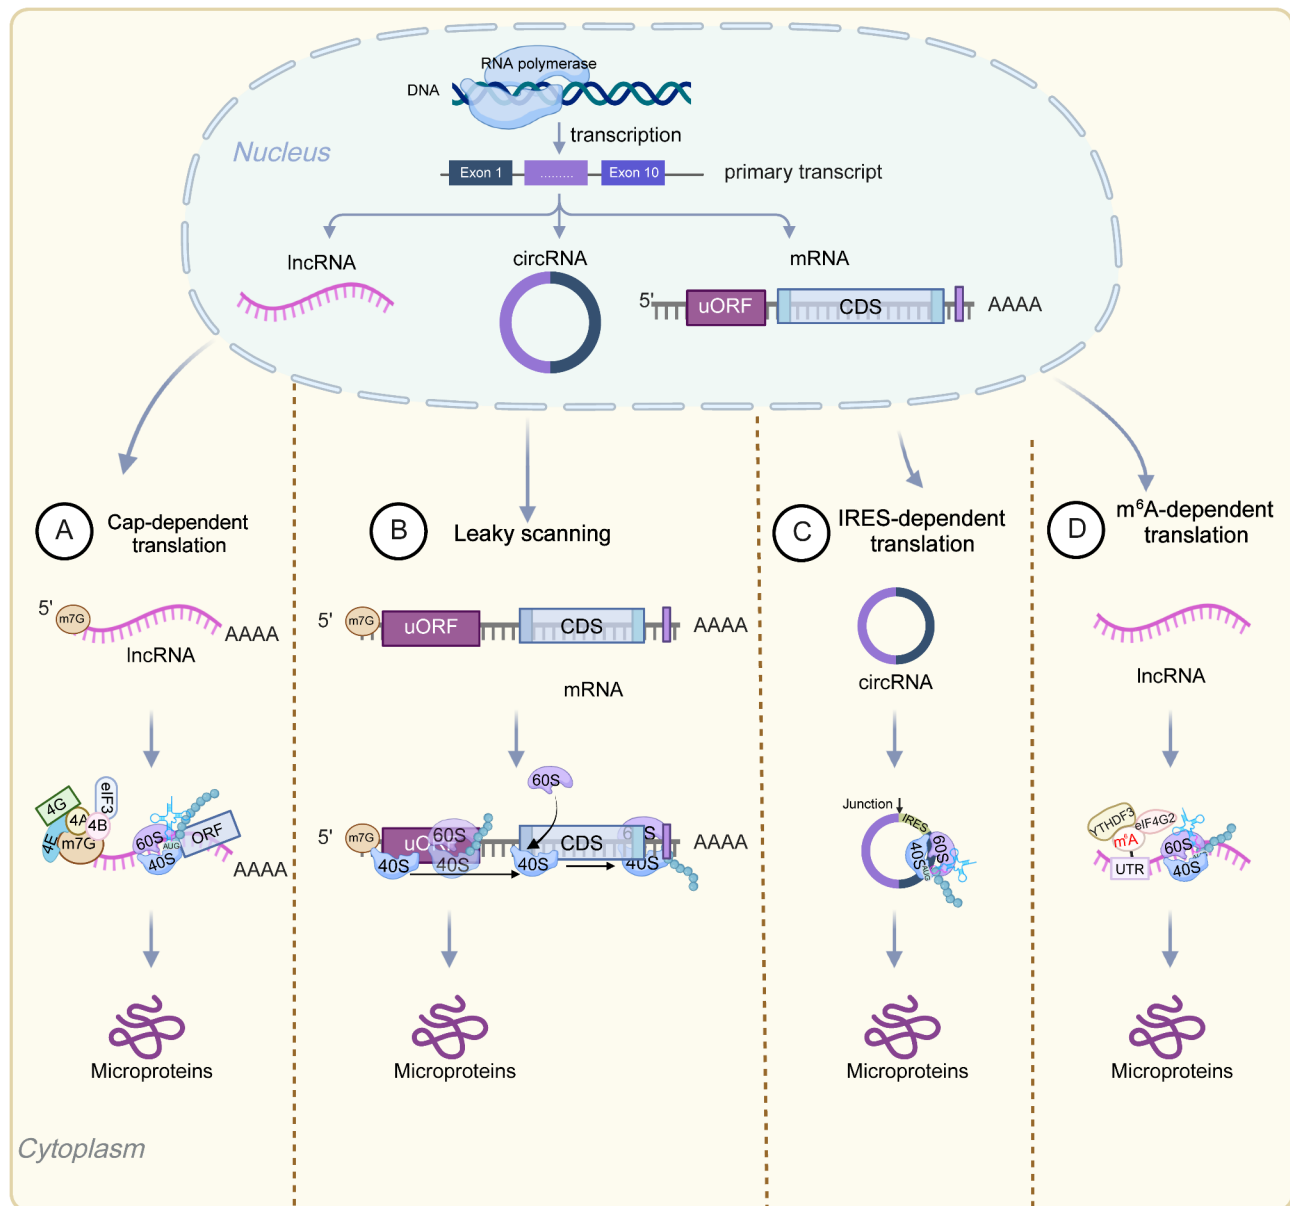 RNA polymerase
DNA
transcription
Nucleus
Exon 1
.........
Exon 10
primary transcript
lncRNA
circRNA
mRNA
5'
uORF
CDS
AAAA
A
Cap-dependent
translation
5'
m7G
AAAA
lncRNA
4G
eIF3
4A
4B
4E
m7G
60S
AUG
40S
ORF
AAAA
Microproteins
B
Leaky scanning
5'
m7G
uORF
CDS
AAAA
mRNA
60S
5'
m7G
uORF
60S
CDS
60S
AAAA
40S
40S
40S
40S
Microproteins
C
IRES-dependent
translation
circRNA
Junction
IRES
60S
40S
AUG
Microproteins
D
m⁶A-dependent
translation
lncRNA
YTHDF3
eIF4G2
m⁶A
UTR
60S
40S
Microproteins
Cytoplasm